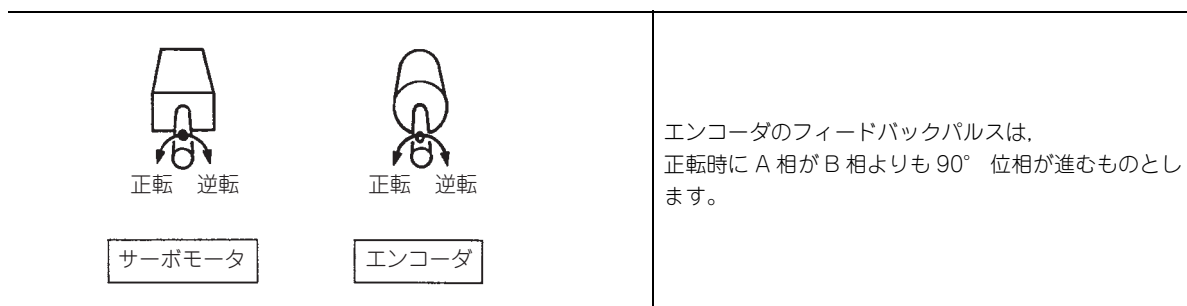 正転 逆転 正転 逆転
サーボモータ エンコーダ
エンコーダのフィードバックパルスは,
正転時に A 相が B 相よりも 90° 位相が進むものとし
ます。